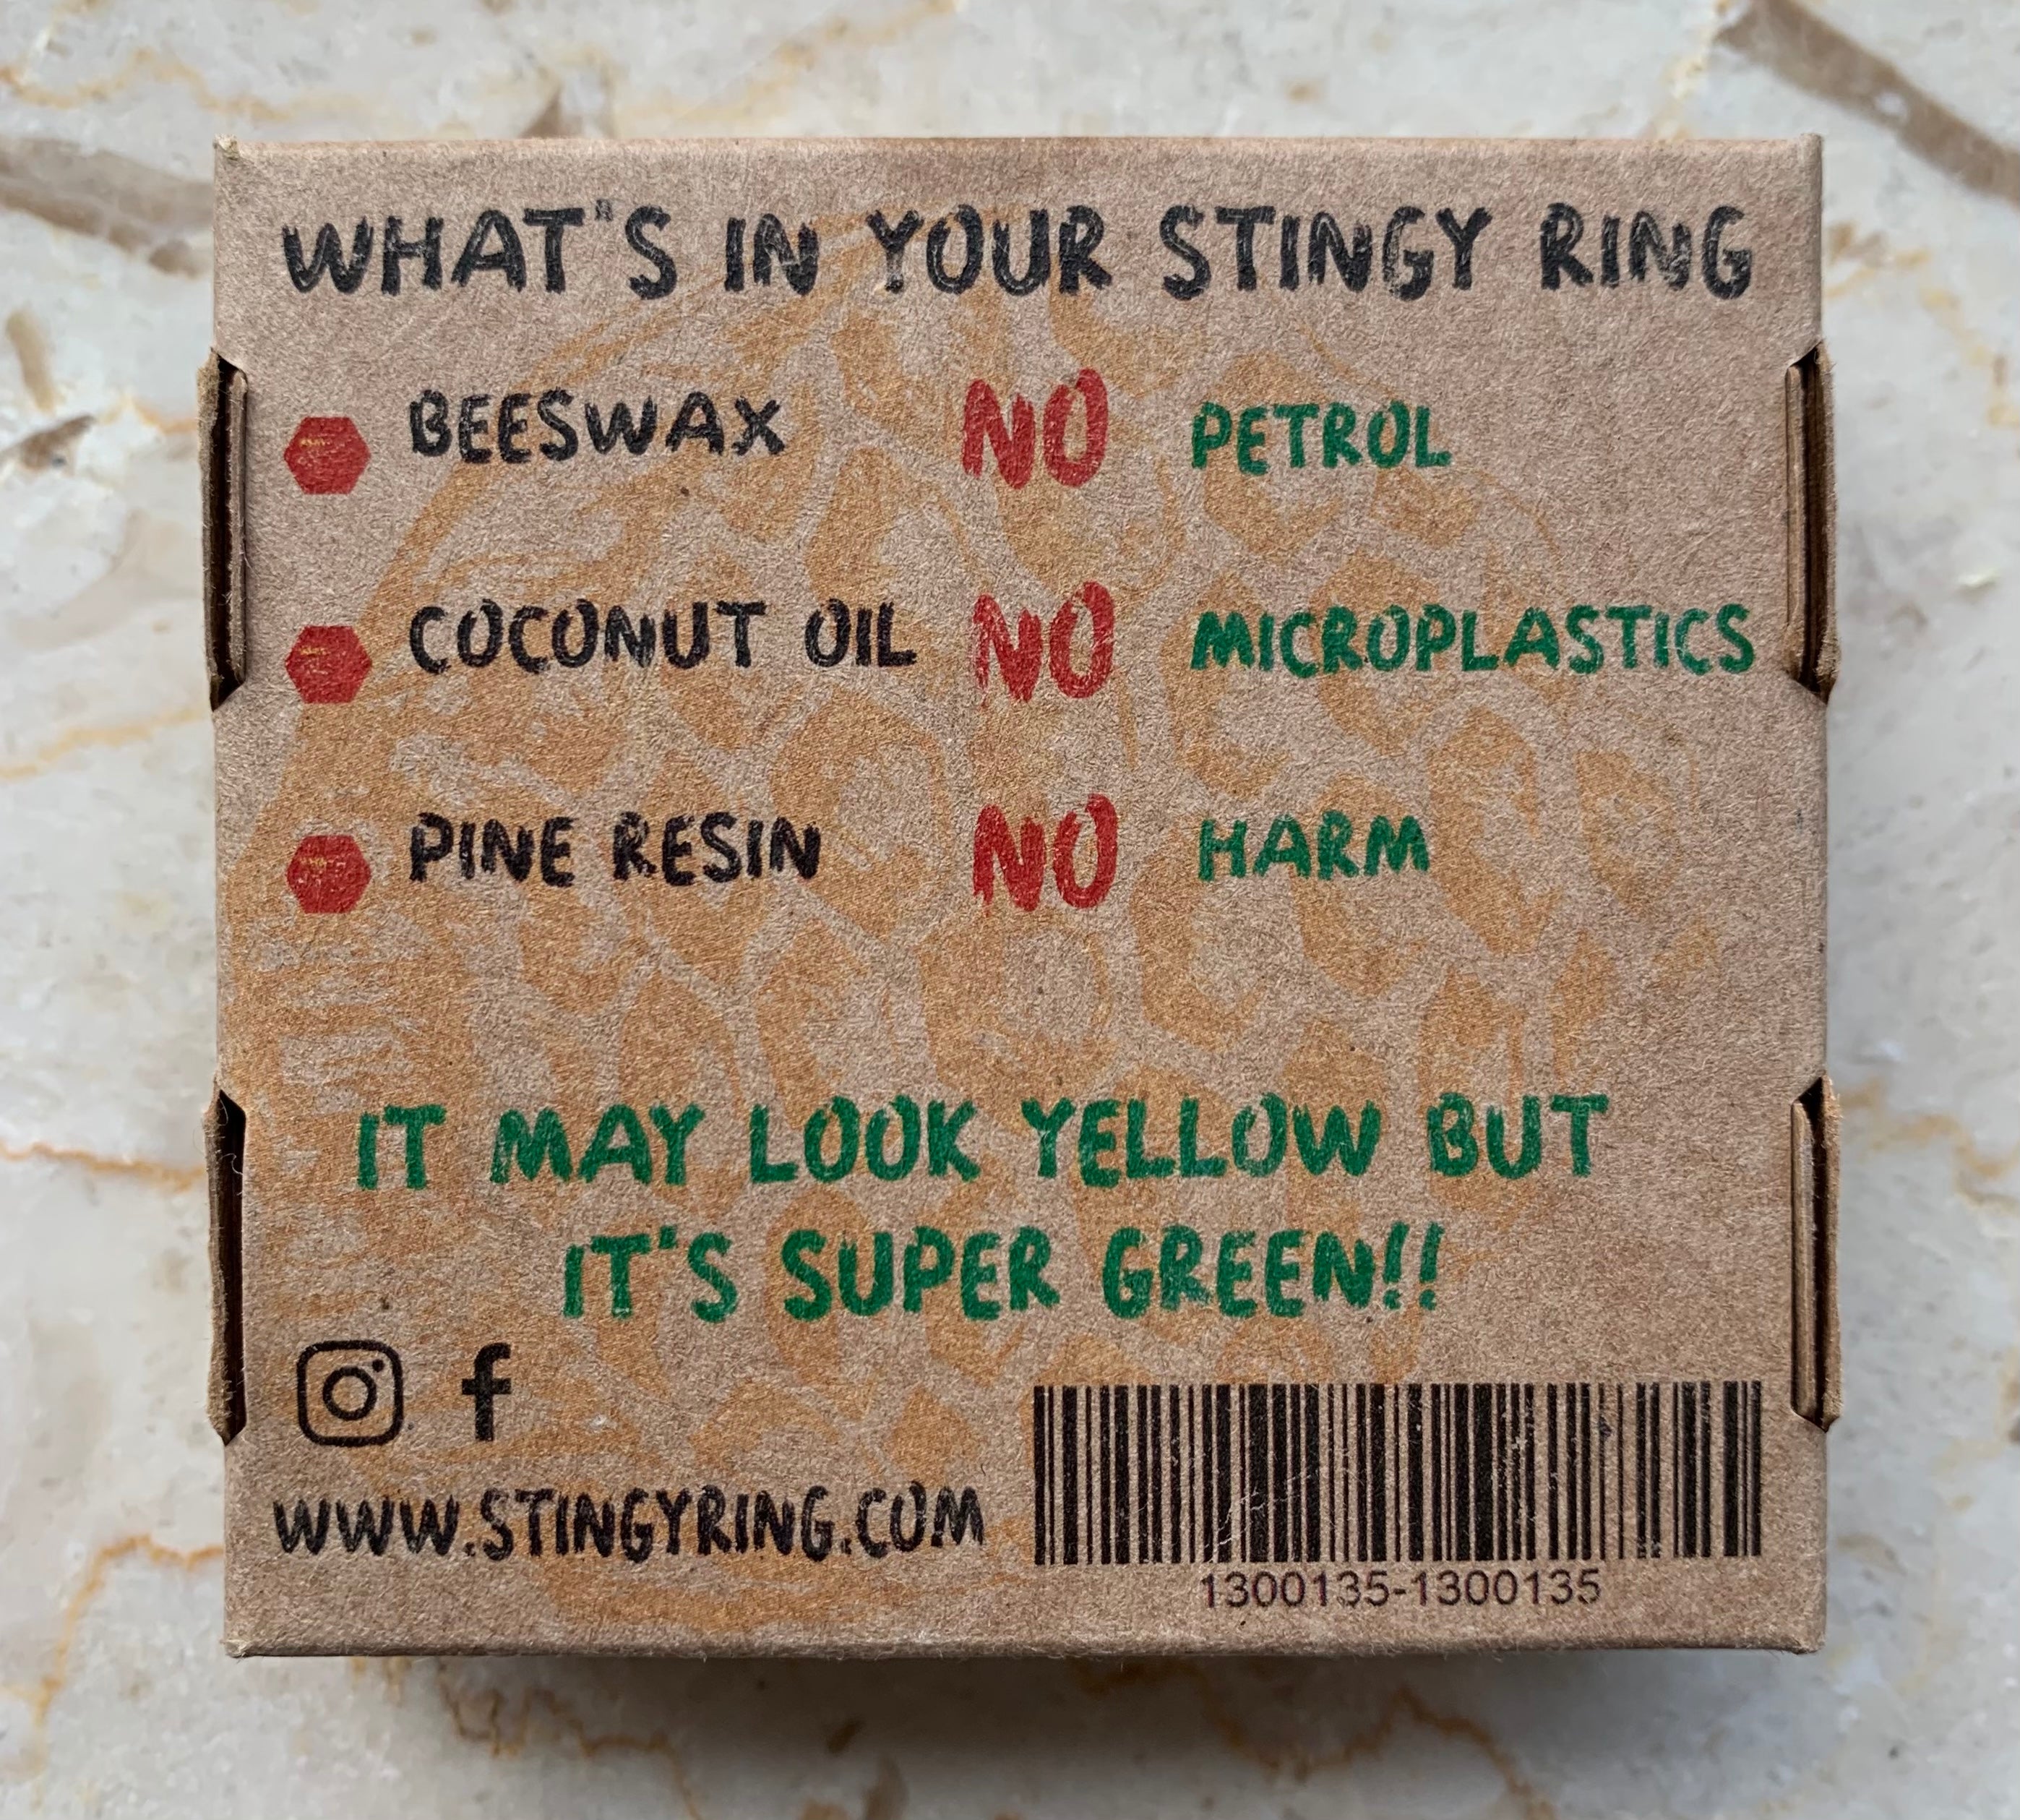 WHAT'S IN YOUR STINGY RING
BEESWAX NO PETROL
COCONUT OIL NO MICROPLASTICS
PINE RESIN NO HARM
IT MAY LOOK YELLOW BUT
IT'S SUPER GREEN!!
WWW.STINGYRING.COM
1300135-1300135